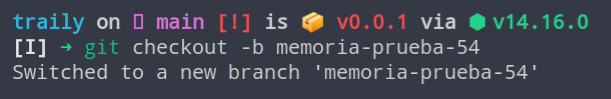 traily on  main [!] is 📦 v0.0.1 via ⬢ v14.16.0
[I] → git checkout -b memoria-prueba-54
Switched to a new branch 'memoria-prueba-54'